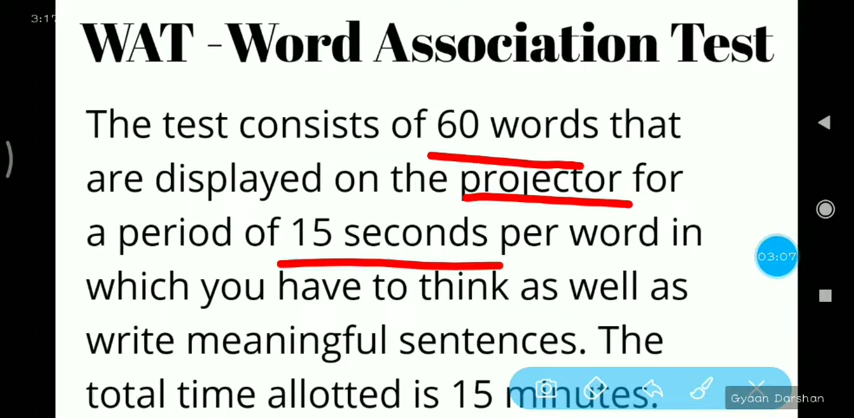 3:17
WAT -Word Association Test
The test consists of 60 words that
are displayed on the projector for
a period of 15 seconds per word in
which you have to think as well as
write meaningful sentences. The
total time allotted is 15 minutes.
03:07
Gyaan Darshan